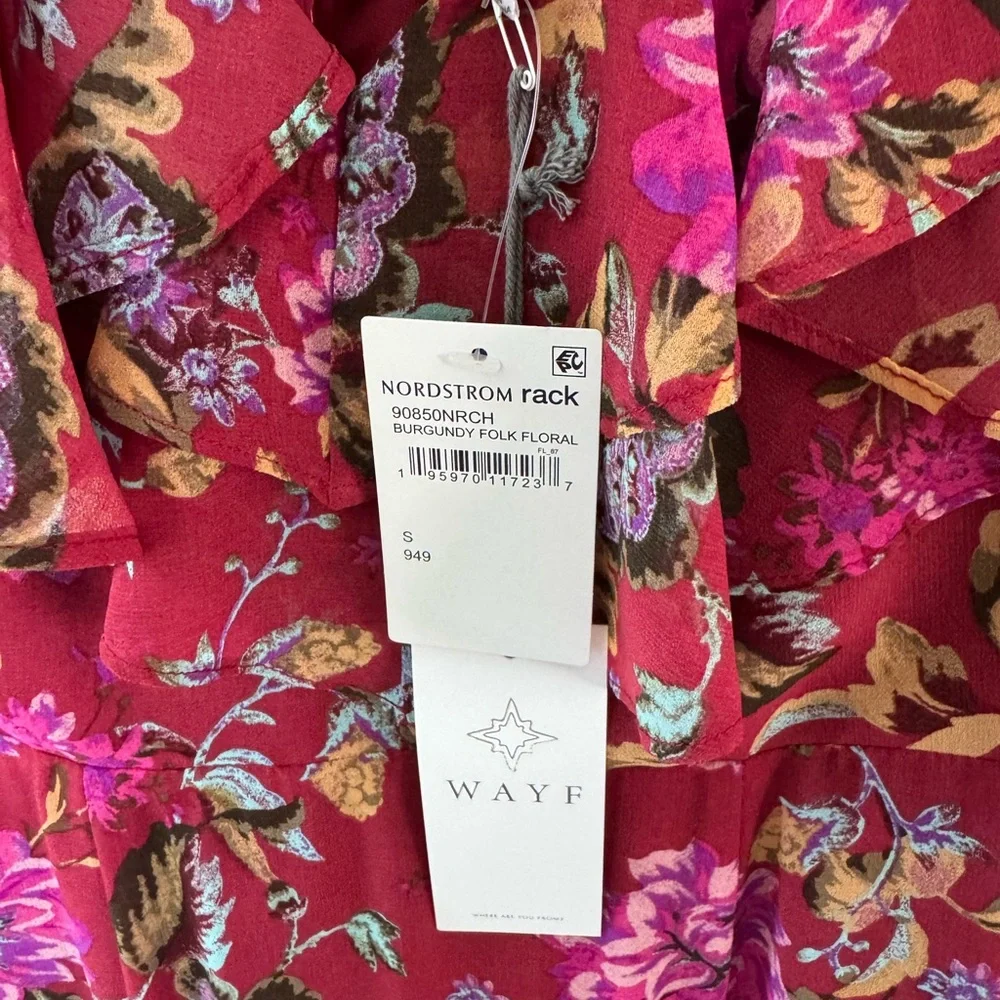 NORDSTROM rack
90850NRCH
BURGUNDY FOLK FLORAL
FL_87
1 95970 11723 7
S
949
WAYF
WHERE ARE YOU FROM?